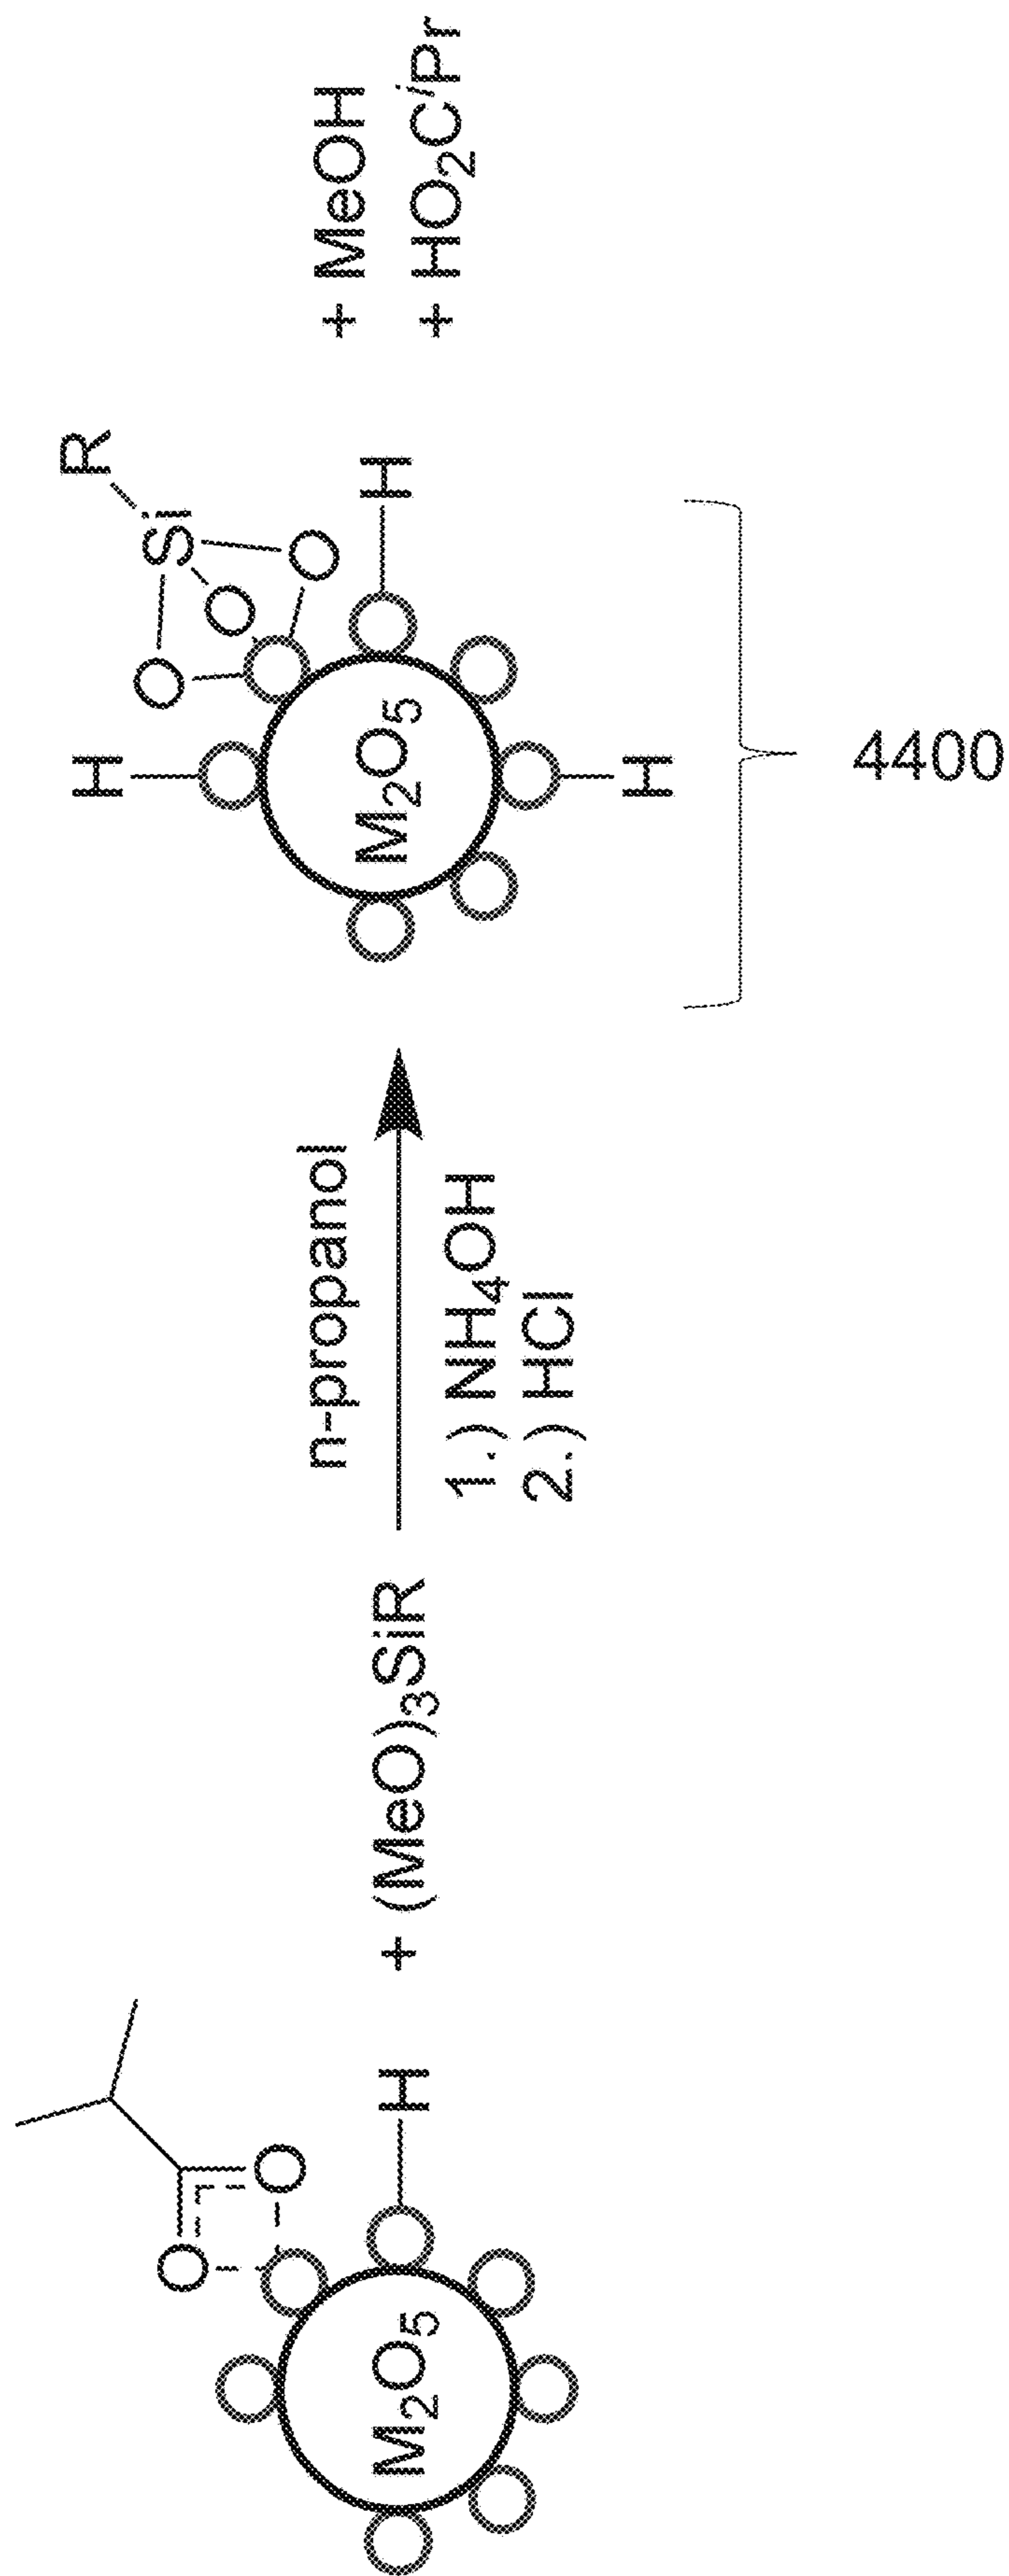 O
O
H
M₂O₅
+ (MeO)₃SiR
n-propanol
1.) NH₄OH
2.) HCl
R
Si
O
O
O
H
H
M₂O₅
H
+ MeOH
+ HO₂CⁱPr
4400